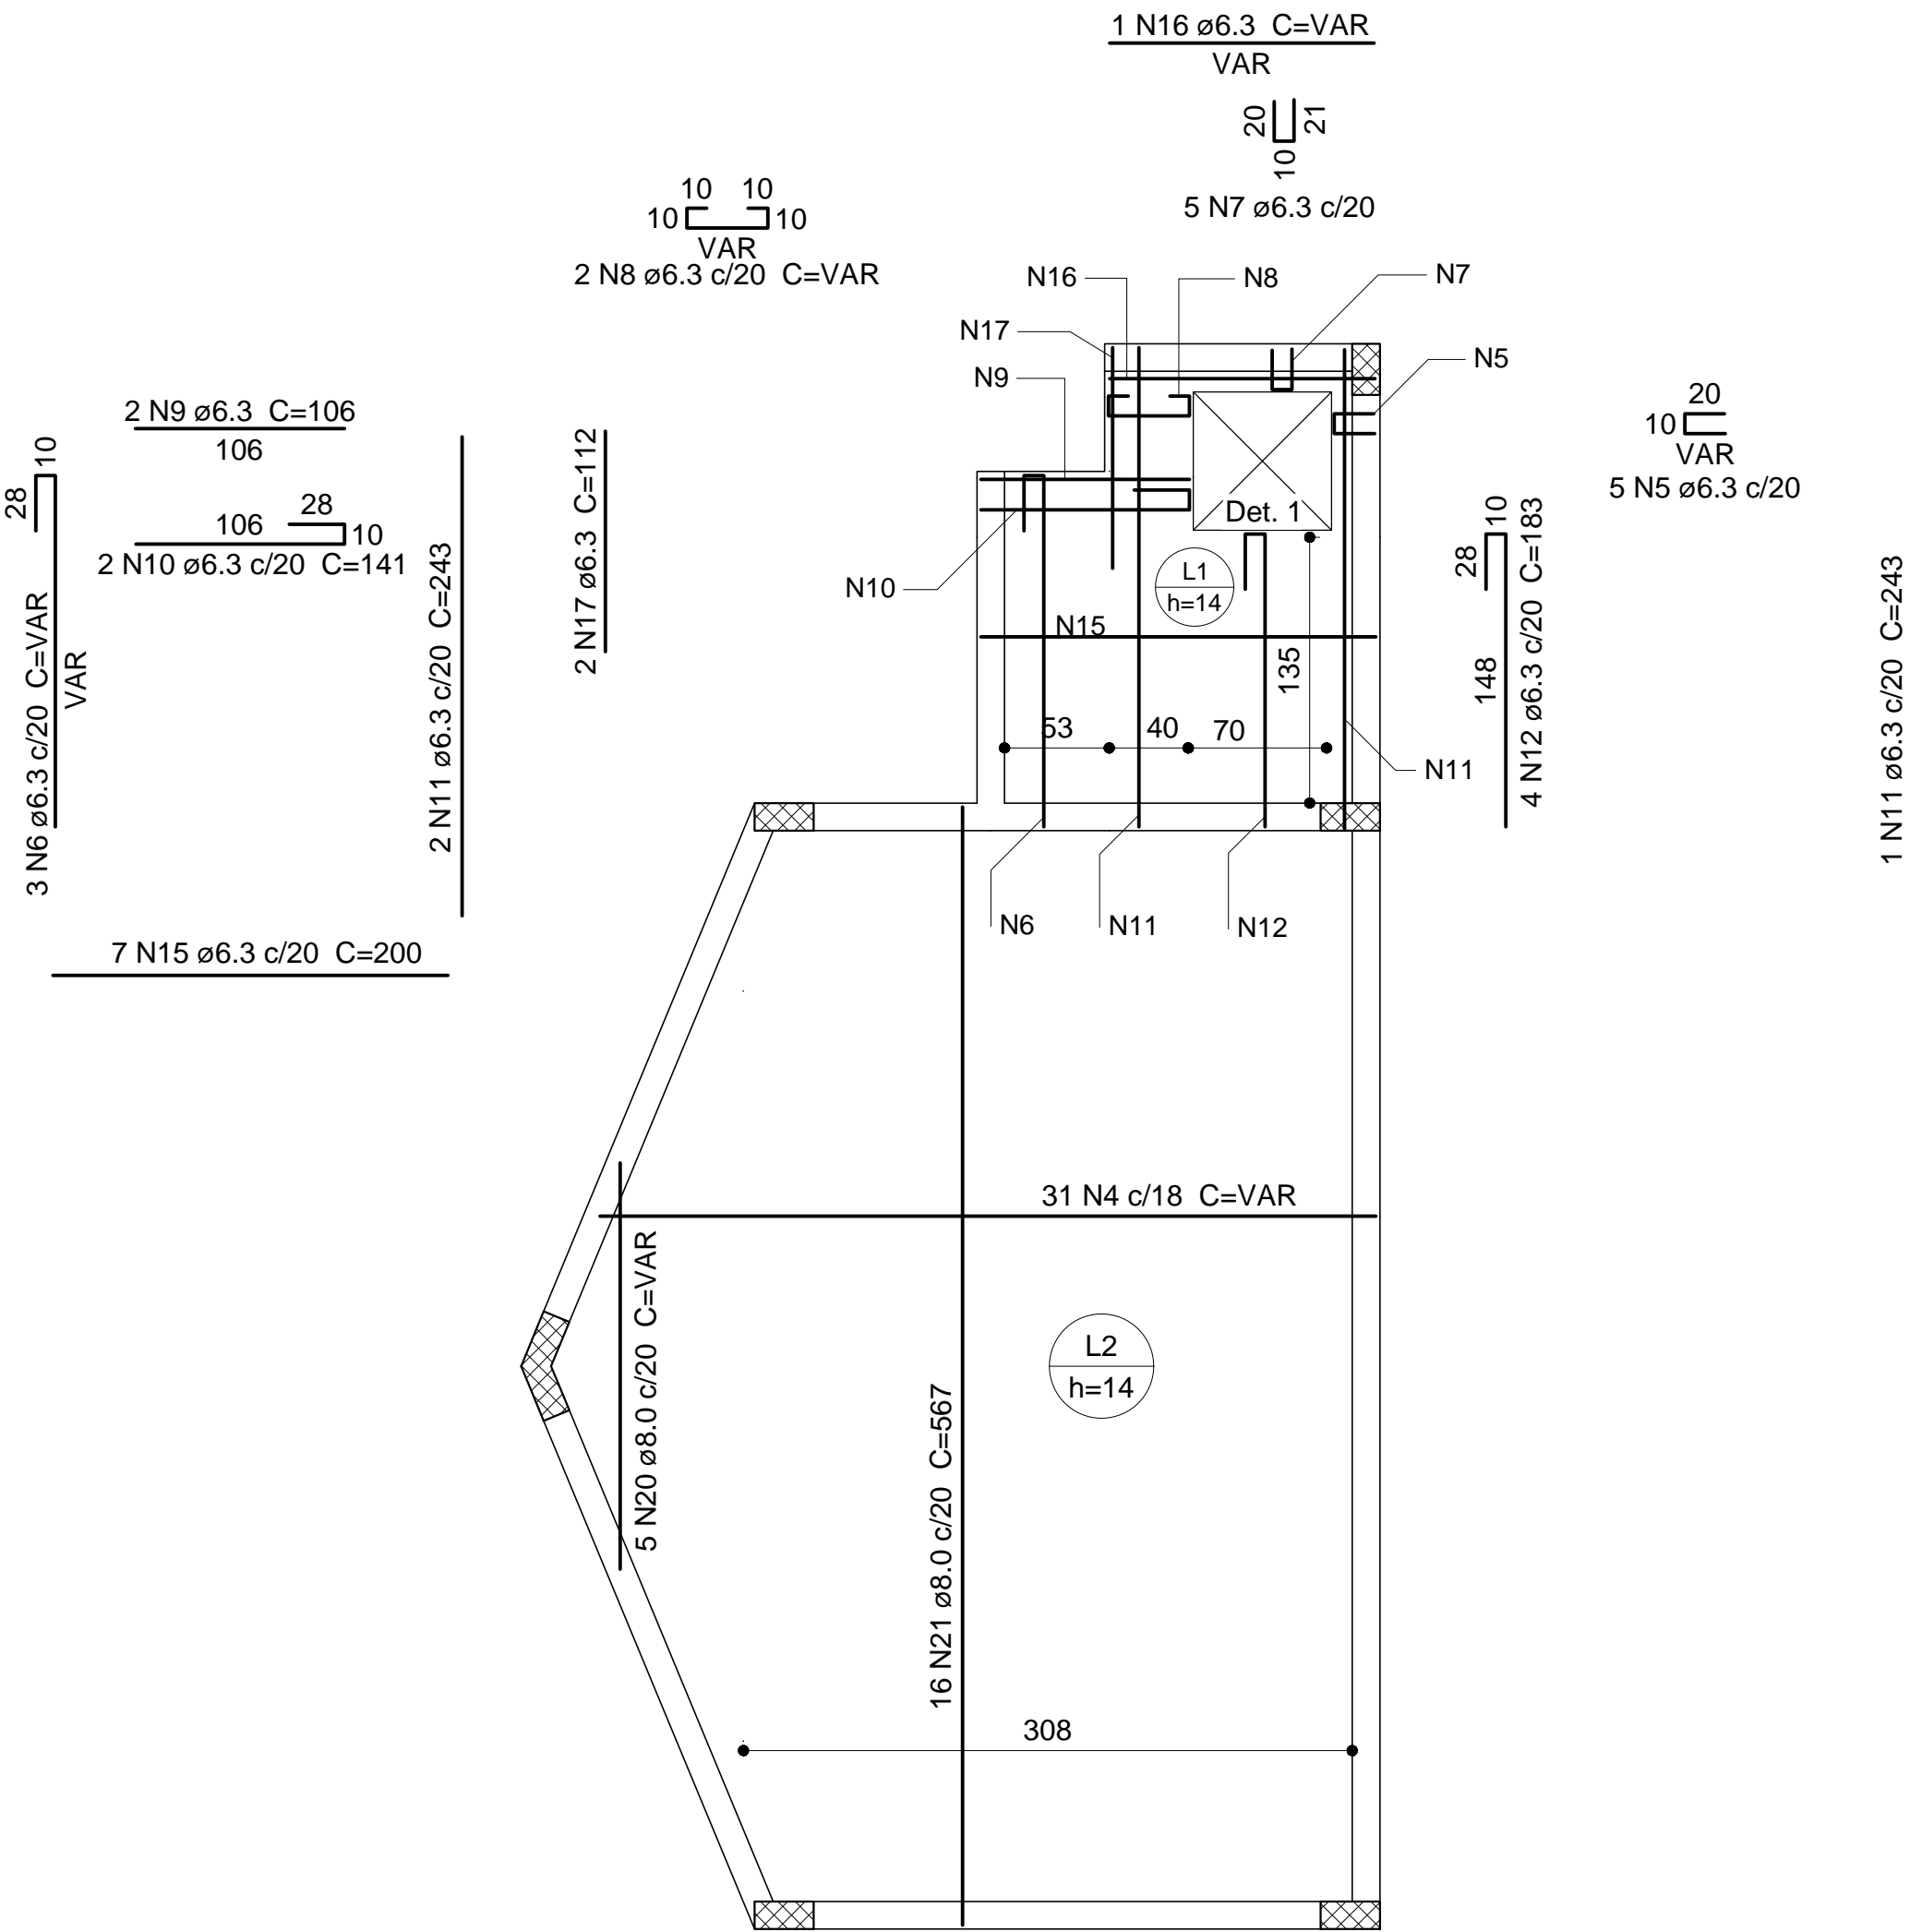 1 N16 ø6.3 C=VAR
VAR
20
21
10
5 N7 ø6.3 c/20
10 10
10
10
VAR
2 N8 ø6.3 c/20 C=VAR
N16
N8
N7
N17
N9
N5
2 N9 ø6.3 C=106
106
28
10
3 N6 ø6.3 c/20 C=VAR
VAR
106
28
10
2 N10 ø6.3 c/20 C=141
2 N11 ø6.3 c/20 C=243
2 N17 ø6.3 C=112
20
10
VAR
5 N5 ø6.3 c/20
Det. 1
L1
h=14
N10
N15
135
53
40
70
28
10
148
4 N12 ø6.3 c/20 C=183
1 N11 ø6.3 c/20 C=243
N11
N6
N11
N12
7 N15 ø6.3 c/20 C=200
31 N4 c/18 C=VAR
5 N20 ø8.0 c/20 C=VAR
16 N21 ø8.0 c/20 C=567
L2
h=14
308